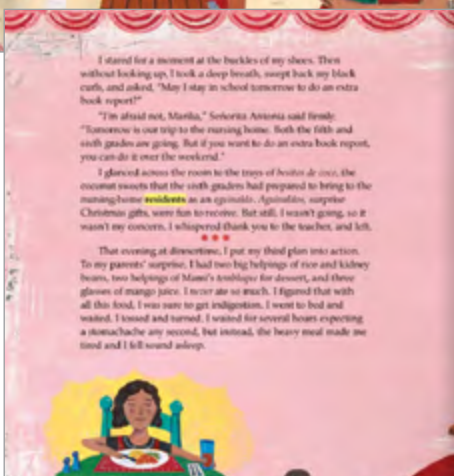 I stared for a moment at the buckles of my shoes. Then
without looking up, I took a deep breath, swept back my black
curls, and asked, "May I stay in school tomorrow to do an extra
book report?"
"I'm afraid not, Marilia," Señorita Antonia said firmly.
"Tomorrow is our trip to the nursing home. Both the fifth and
sixth grades are going. But if you want to do an extra book report,
you can do it over the weekend."
I glanced across the room to the trays of besitos de coco, the
coconut sweets that the sixth graders had prepared to bring to the
nursing-home residents as an aguinaldo. Aguinaldos, surprise
Christmas gifts, were fun to receive. But still, I wasn't going, so it
wasn't my concern. I whispered thank you to the teacher, and left.
That evening at dinnertime, I put my third plan into action.
To my parents' surprise, I had two big helpings of rice and kidney
beans, two helpings of Mami's tembleque for dessert, and three
glasses of mango juice. I never ate so much. I figured that with
all this food, I was sure to get indigestion. I went to bed and
waited. I tossed and turned. I waited for several hours expecting
a stomachache any second, but instead, the heavy meal made me
tired and I fell sound asleep.